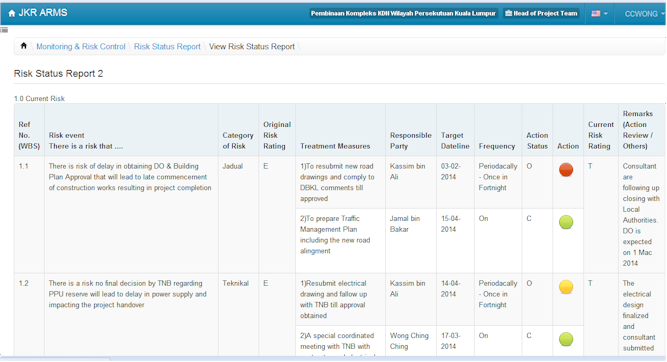 JKR ARMS
Pembinaan Kompleks KDH Wilayah Persekutuan Kuala Lumpur
Head of Project Team
CCWONG
Monitoring & Risk Control | Risk Status Report | View Risk Status Report
Risk Status Report 2
1.0 Current Risk
Ref
No.
(WBS)
Risk event
There is a risk that ....
Category
of Risk
Original
Risk
Rating
Treatment Measures
Responsible
Party
Target
Dateline
Frequency
Action
Status
Action
Current
Risk
Rating
Remarks
(Action
Review /
Others)
1.1
There is risk of delay in obtaining DO & Building
Plan Approval that will lead to late commencement
of construction works resulting in project completion
Jadual
E
1)To resubmit new road
drawings and comply to
DBKL comments till
approved
Kassim bin
Ali
03-02-
2014
Periodacally
- Once in
Fortnight
O
T
Consultant
are
following up
closing with
Local
Authorities.
DO is
expected
on 1 Mac
2014
2)To prepare Traffic
Management Plan
including the new road
alingment
Jamal bin
Bakar
15-04-
2014
On
C
1.2
There is a risk no final decision by TNB regarding
PPU reserve will lead to delay in power supply and
impacting the project handover
Teknikal
E
1)Resubmit electrical
drawing and fallow up
with TNB till approval
obtained
Kassim bin
Ali
14-04-
2014
Periodacally
- Once in
Fortnight
O
T
The
electrical
design
finalized
and
consultant
submitted
2)A special coordinated
meeting with TNB with
Wong Ching
Ching
17-03-
2014
On
C